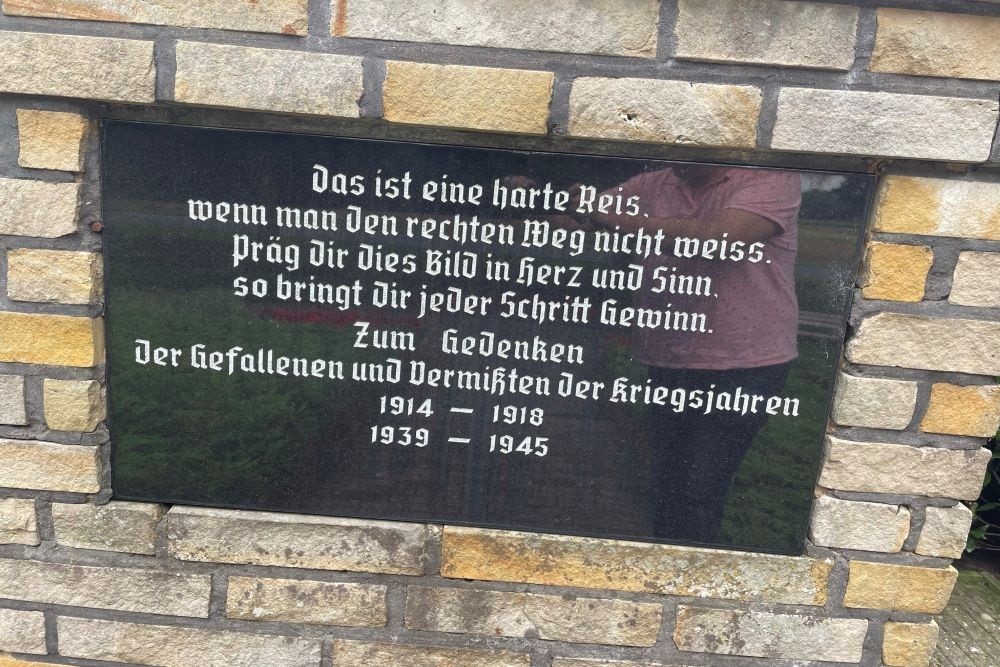 Das ist eine harte Reis,
wenn man den rechten Weg nicht weiss.
Präg dir dies Bild in Herz und Sinn,
so bringt dir jeder Schritt Gewinn.
Zum Gedenken
der Gefallenen und Vermißten der Kriegsjahren
1914 – 1918
1939 – 1945